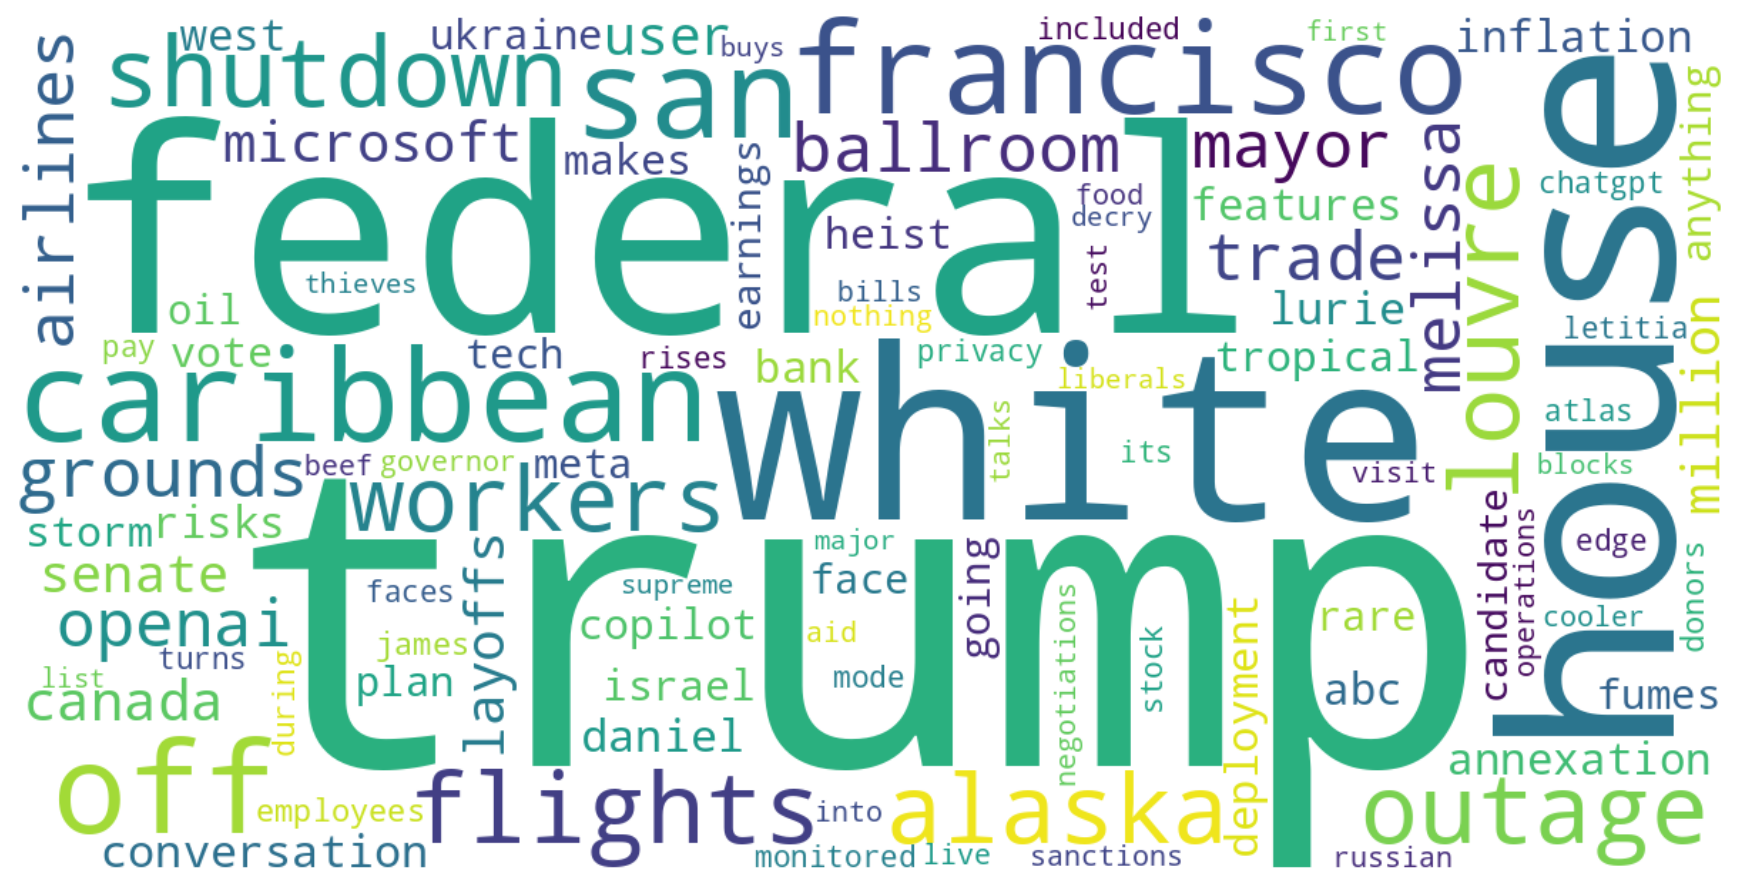 airlines
west
ukraine
user
buys
included
first
inflation
shutdown
san
francisco
microsoft
makes
earnings
ballroom
mayor
melissa
louvre
house
anything
chatgpt
federal
thieves
heist
food
decry
features
trade
test
bills
nothing
oil
lurie
letitia
million
pay
vote
tech
rises
bank
privacy
liberals
tropical
caribbean
white
talks
its
visit
atlas
blocks
grounds
beef
governor
meta
workers
storm
risks
candidate
operations
edge
senate
trump
layoffs
faces
supreme
major
face
going
negotiations
stock
deployment
rare
cooler
donors
openai
turns
james
copilot
aid
list
canada
during
plan
israel
mode
abc
fumes
daniel
annexation
off
employees
flights
into
alaska
outage
conversation
monitored
live
sanctions
russian